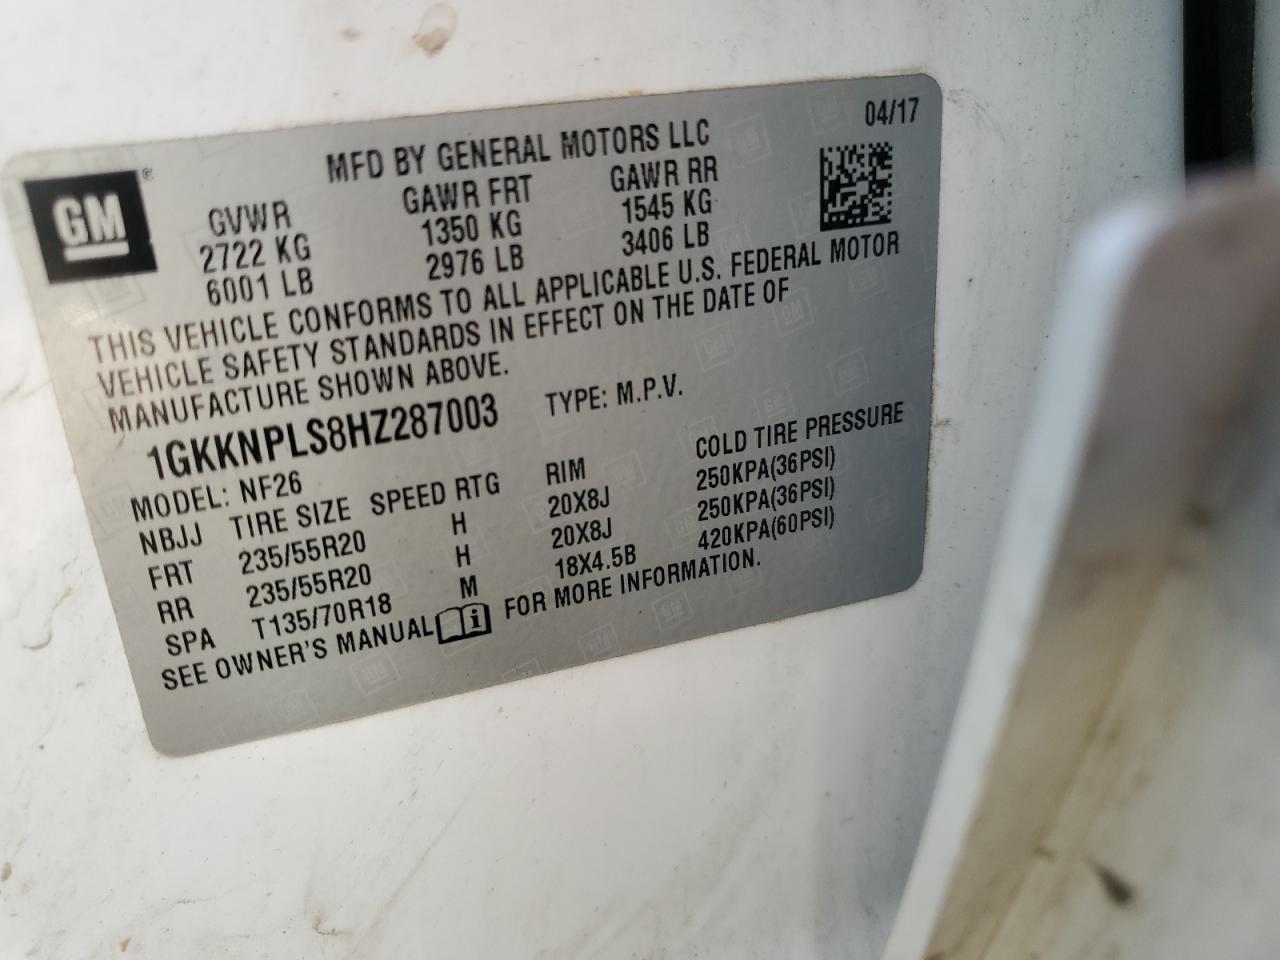 GM ®
04/17
MFD BY GENERAL MOTORS LLC
GVWR GAWR FRT GAWR RR
2722 KG 1350 KG 1545 KG
6001 LB 2976 LB 3406 LB
THIS VEHICLE CONFORMS TO ALL APPLICABLE U.S. FEDERAL MOTOR
VEHICLE SAFETY STANDARDS IN EFFECT ON THE DATE OF
MANUFACTURE SHOWN ABOVE.
1GKKNPLS8HZ287003 TYPE: M.P.V.
MODEL: NF26
NBJJ TIRE SIZE SPEED RTG RIM COLD TIRE PRESSURE
FRT 235/55R20 H 20X8J 250KPA(36PSI)
RR 235/55R20 H 20X8J 250KPA(36PSI)
SPA T135/70R18 M 18X4.5B 420KPA(60PSI)
SEE OWNER'S MANUAL i FOR MORE INFORMATION.